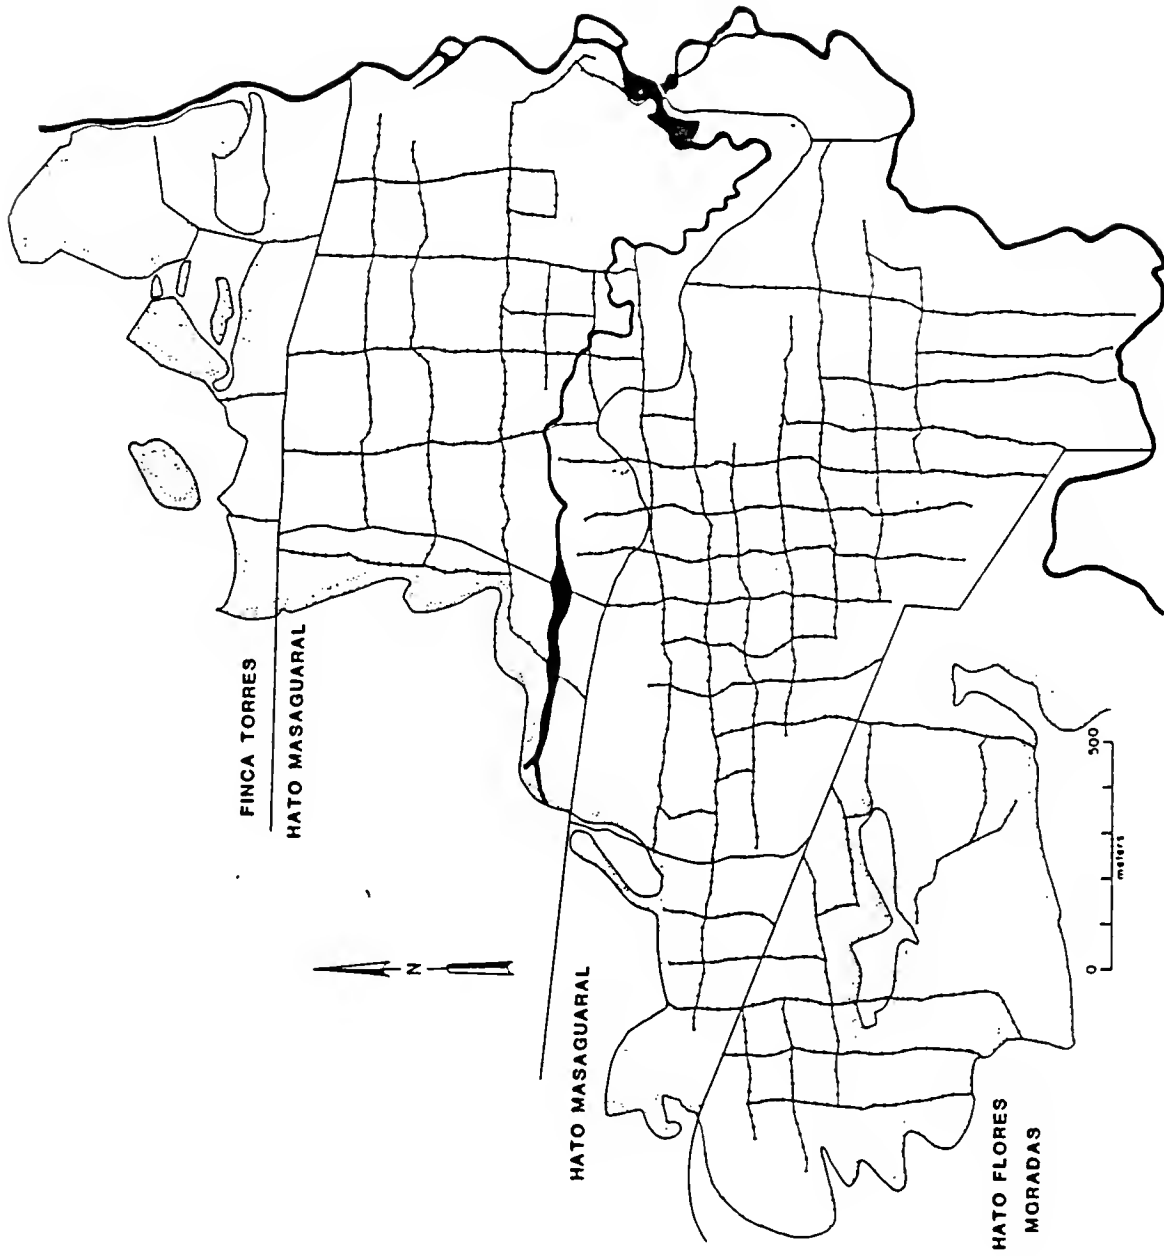 FINCA TORRES
HATO MASAGUARAL
N
HATO MASAGUARAL
HATO FLORES
MORADAS
0 500
meters